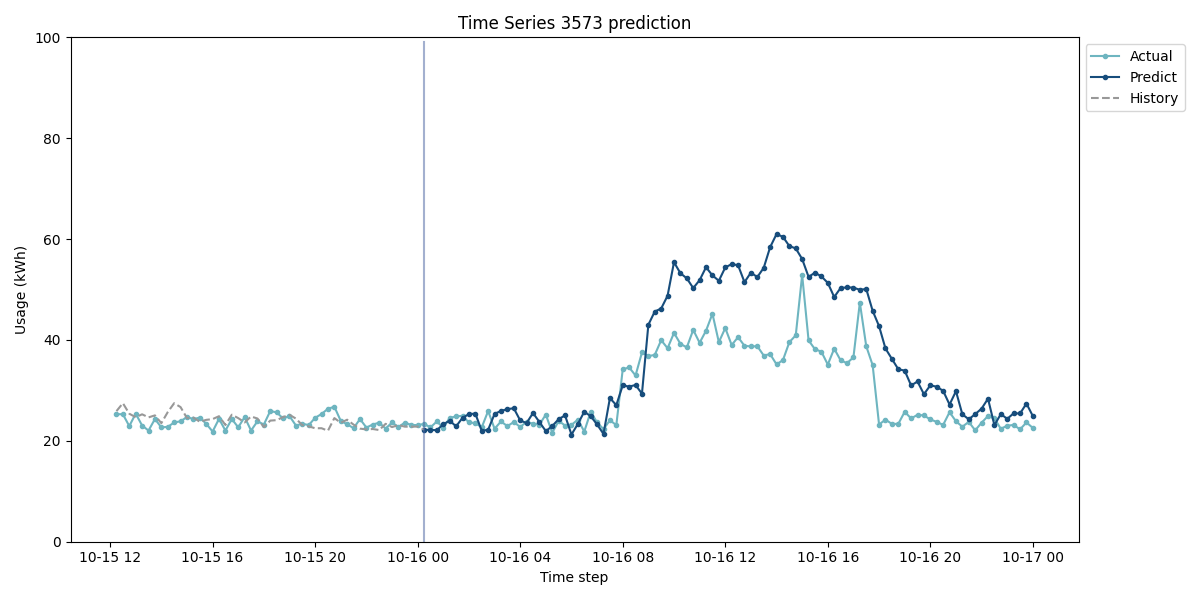 Time Series 3573 prediction
100
80
60
40
20
0
Usage (kWh)
10-15 12
10-15 16
10-15 20
10-16 00
10-16 04
10-16 08
10-16 12
10-16 16
10-16 20
10-17 00
Time step
Actual
Predict
History